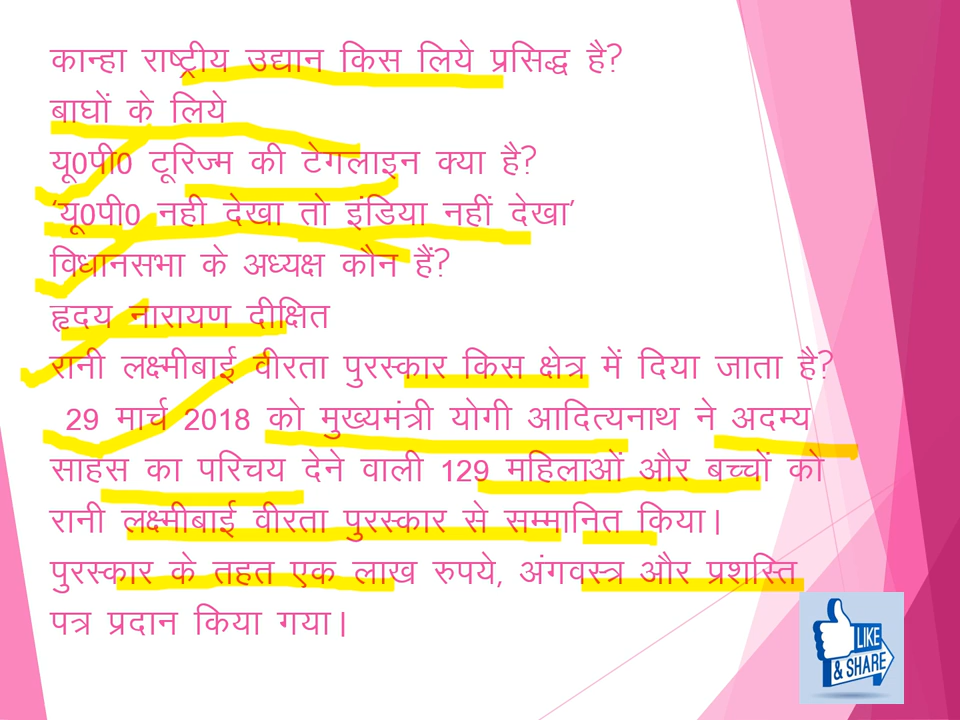 कान्हा राष्ट्रीय उद्यान किस लिये प्रसिद्ध है?
बाघों के लिये
यू0पी0 टूरिज्म की टेगलाइन क्या है?
‘यू0पी0 नही देखा तो इंडिया नहीं देखा’
विधानसभा के अध्यक्ष कौन हैं?
हृदय नारायण दीक्षित
रानी लक्ष्मीबाई वीरता पुरस्कार किस क्षेत्र में दिया जाता है?
29 मार्च 2018 को मुख्यमंत्री योगी आदित्यनाथ ने अदम्य
साहस का परिचय देने वाली 129 महिलाओं और बच्चों को
रानी लक्ष्मीबाई वीरता पुरस्कार से सम्मानित किया।
पुरस्कार के तहत एक लाख रुपये, अंगवस्त्र और प्रशस्ति
पत्र प्रदान किया गया।
LIKE
& SHARE